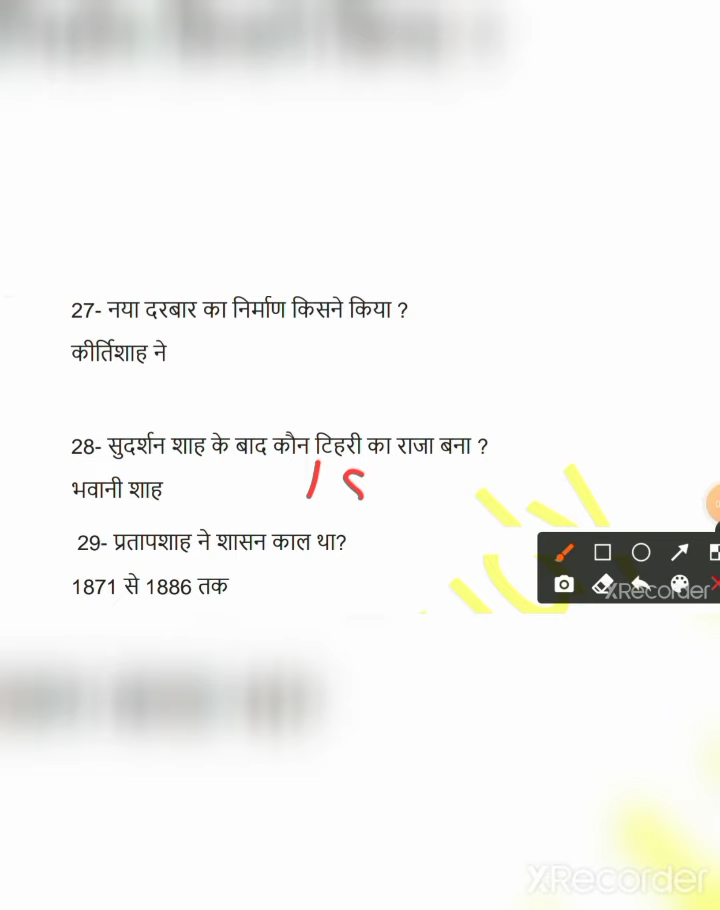 27- नया दरबार का निर्माण किसने किया ?
कीर्तिशाह ने
28- सुदर्शन शाह के बाद कौन टिहरी का राजा बना ?
भवानी शाह
29- प्रतापशाह ने शासन काल था?
1871 से 1886 तक
XRecorder
XRecorder